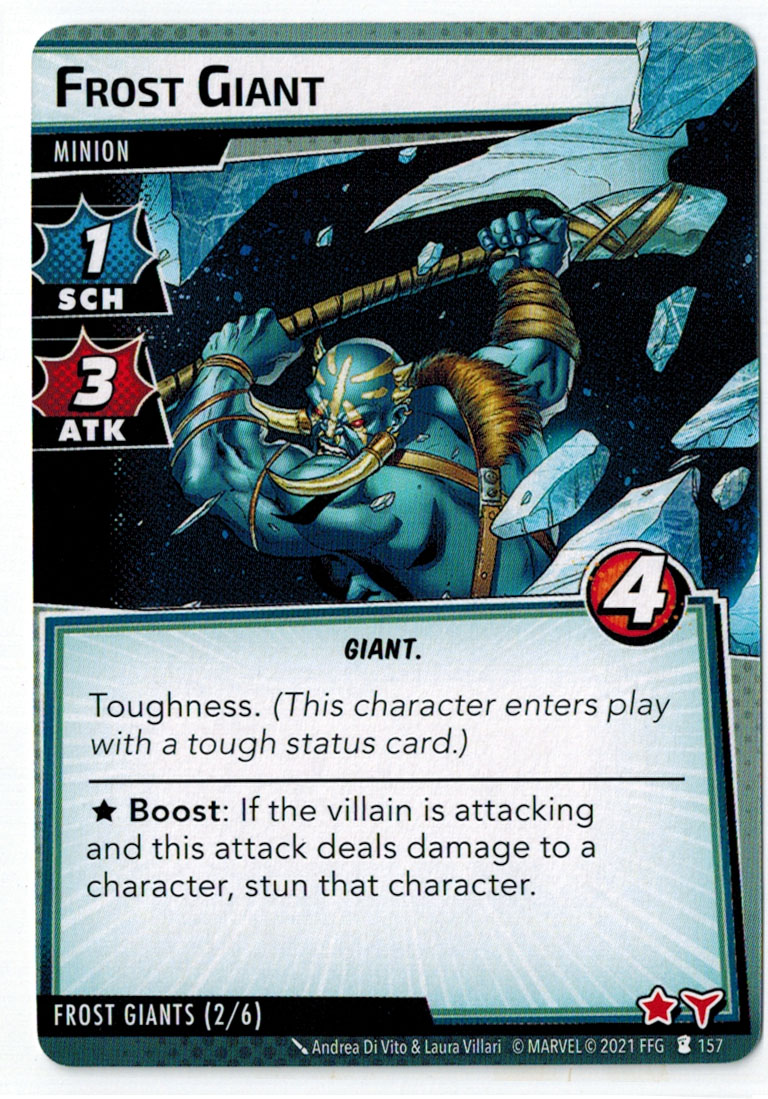 FROST GIANT
MINION
1
SCH
3
ATK
4
GIANT.
Toughness. (This character enters play
with a tough status card.)
★ Boost: If the villain is attacking
and this attack deals damage to a
character, stun that character.
FROST GIANTS (2/6)
Andrea Di Vito & Laura Villari © MARVEL © 2021 FFG 157